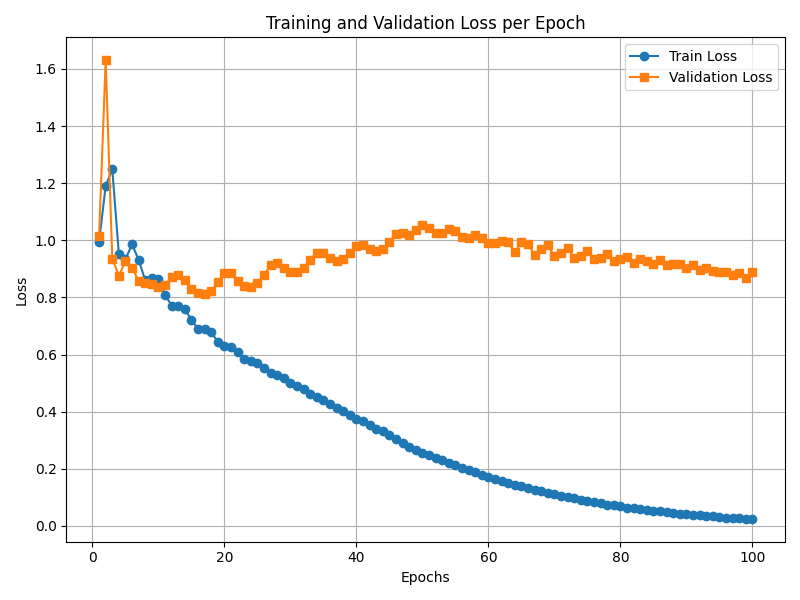 Training and Validation Loss per Epoch
Train Loss
Validation Loss
1.6
1.4
1.2
1.0
0.8
0.6
0.4
0.2
0.0
Loss
0 20 40 60 80 100
Epochs